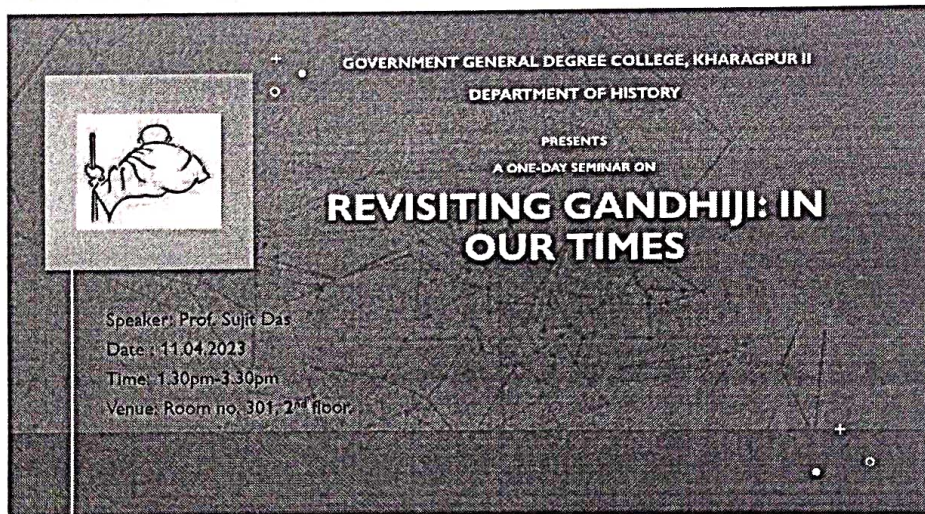 GOVERNMENT GENERAL DEGREE COLLEGE, KHARAGPUR II
DEPARTMENT OF HISTORY
PRESENTS
A ONE-DAY SEMINAR ON
REVISITING GANDHIJI: IN
OUR TIMES
Speaker: Prof. Sujit Das
Date : 11.04.2023
Time: 1.30pm-3.30pm
Venue: Room no. 301, 2nd floor.